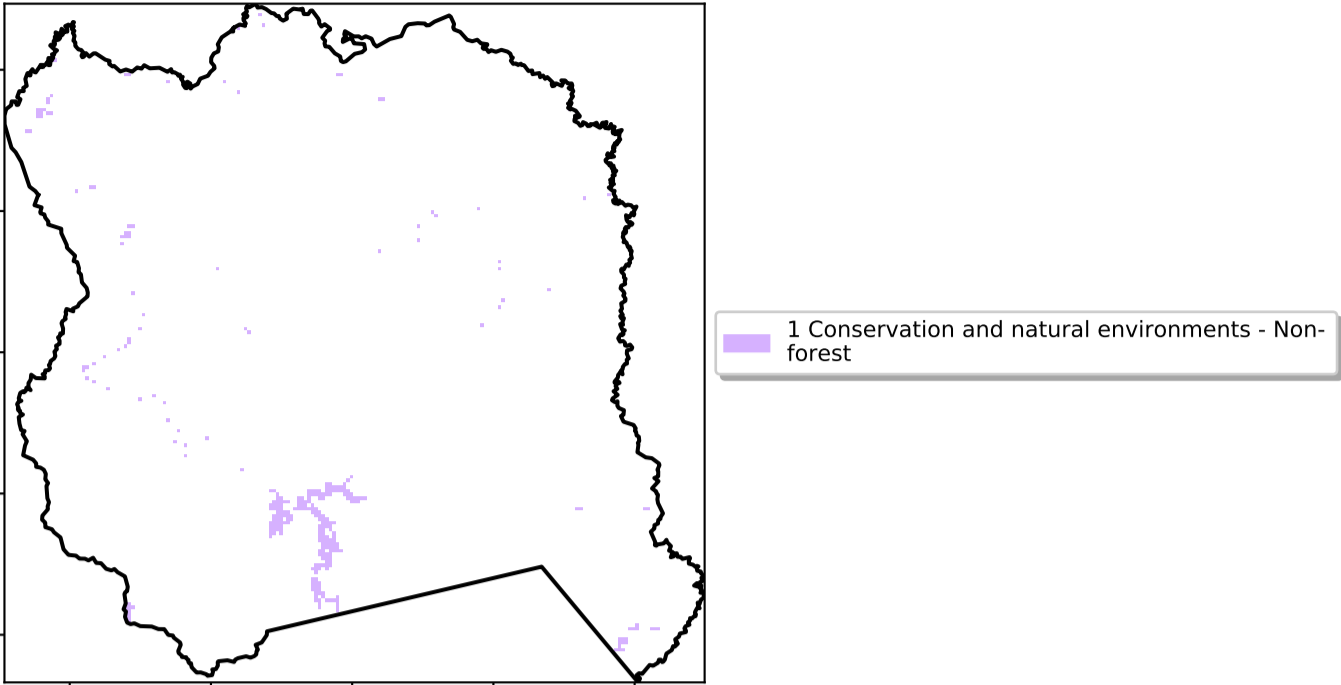 1 Conservation and natural environments - Non-
forest